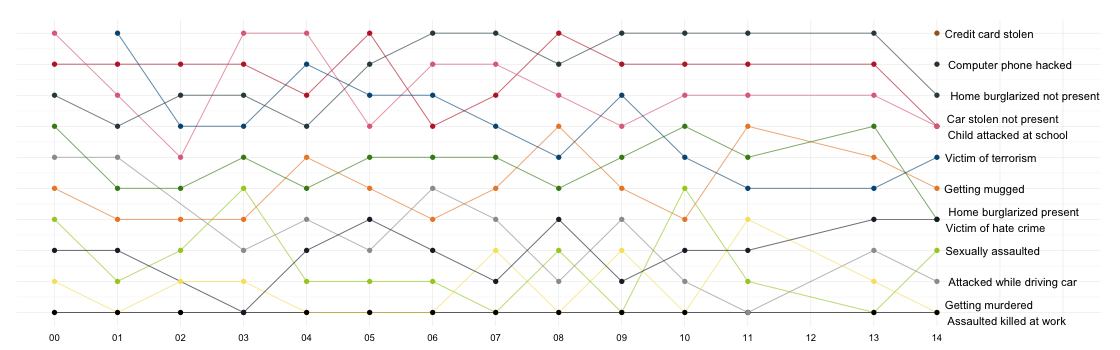 Credit card stolen
Computer phone hacked
Home burglarized not present
Car stolen not present
Child attacked at school
Victim of terrorism
Getting mugged
Home burglarized present
Victim of hate crime
Sexually assaulted
Attacked while driving car
Getting murdered
Assaulted killed at work
00 01 02 03 04 05 06 07 08 09 10 11 13 14